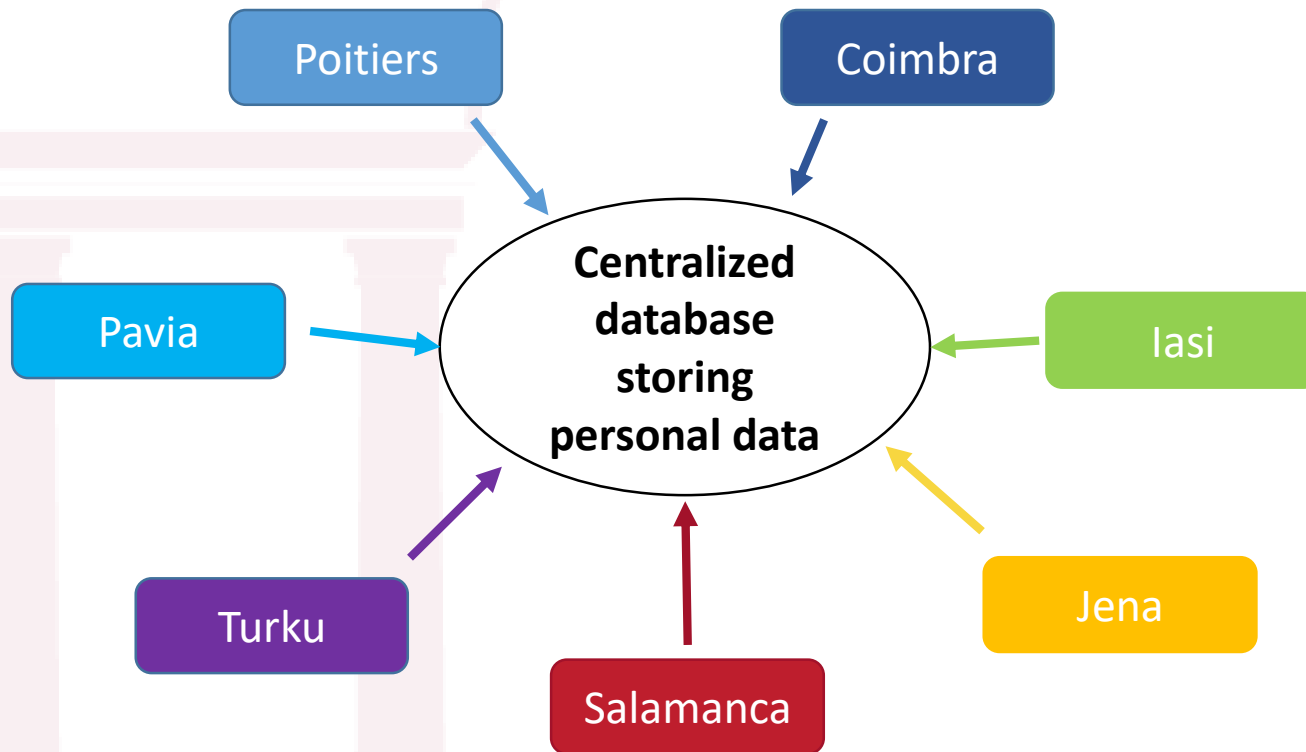 Poitiers
Coimbra
Centralized
database
storing
personal data
Pavia
Iasi
Turku
Jena
Salamanca